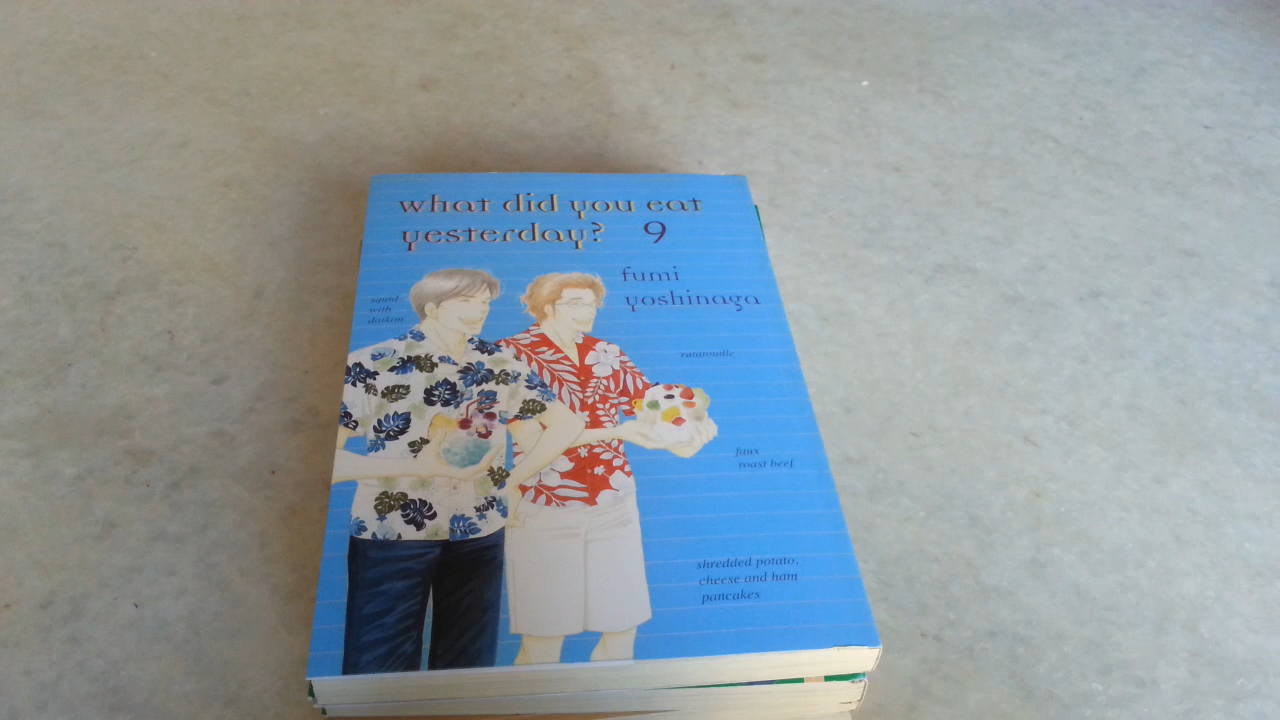 what did you eat
yesterday? 9
fumi
yoshinaga
squid
with
daikon
ratatouille
faux
roast beef
shredded potato,
cheese and ham
pancakes